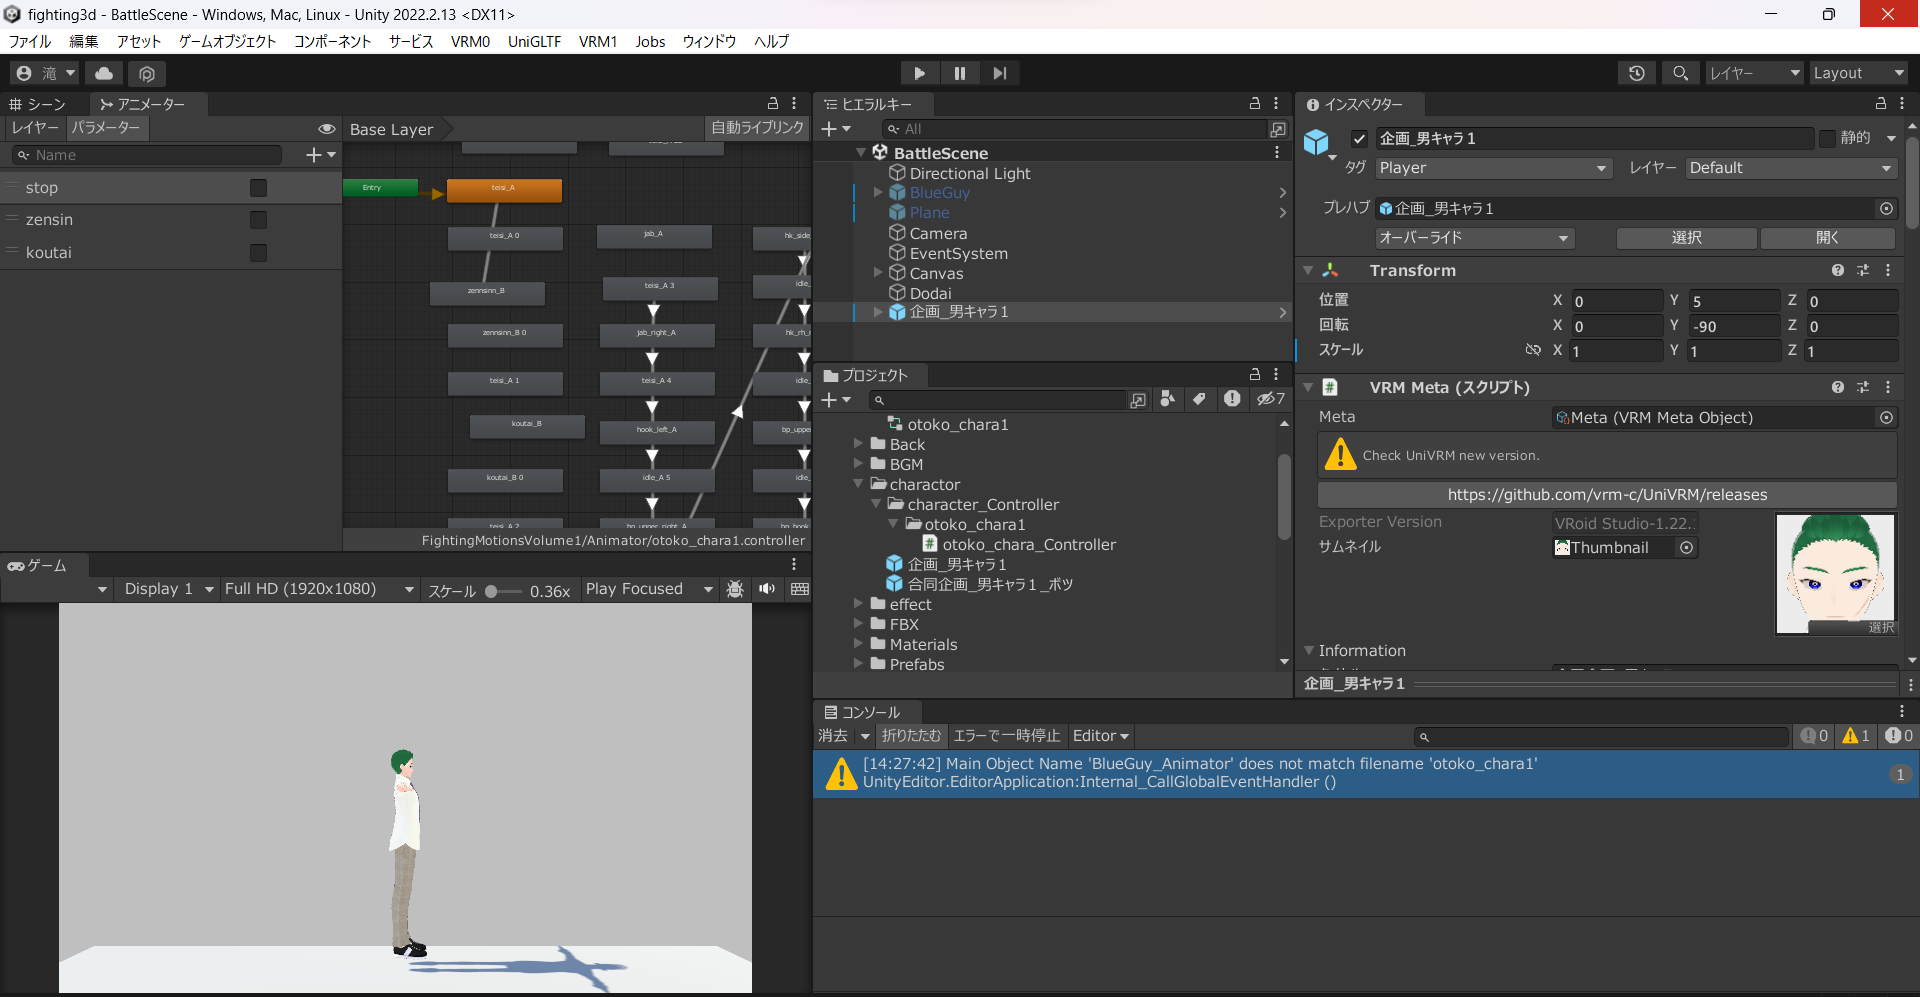 fighting3d - BattleScene - Windows, Mac, Linux - Unity 2022.2.13 <DX11>
ファイル 編集 アセット ゲームオブジェクト コンポーネント サービス VRM0 UniGLTF VRM1 Jobs ウィンドウ ヘルプ
滝
レイヤー
Layout
シーン
アニメーター
レイヤー
パラメーター
Base Layer
自動ライブリンク
Name
stop
zensin
koutai
Entry
teisi_A
teisi_A 0
jab_A
hk_side_
zennsinn_B
teisi_A 3
idle_
zennsinn_B 0
jab_right_A
hk_rh_r
teisi_A 1
teisi_A 4
idle_
koutai_B
hook_left_A
bp_upper
koutai_B 0
idle_A 5
idle_
teisi_A 2
bp_upper_right_A
bp_hook
FightingMotionsVolume1/Animator/otoko_chara1.controller
ゲーム
Display 1
Full HD (1920x1080)
スケール
0.36x
Play Focused
ヒエラルキー
All
BattleScene
Directional Light
BlueGuy
Plane
Camera
EventSystem
Canvas
Dodai
企画_男キャラ1
プロジェクト
7
otoko_chara1
Back
BGM
charactor
character_Controller
otoko_chara1
otoko_chara_Controller
企画_男キャラ1
合同企画_男キャラ1_ボツ
effect
FBX
Materials
Prefabs
インスペクター
企画_男キャラ1
静的
タグ Player
レイヤー Default
プレハブ 企画_男キャラ1
オーバーライド
選択
開く
Transform
位置 X 0 Y 5 Z 0
回転 X 0 Y -90 Z 0
スケール X 1 Y 1 Z 1
VRM Meta (スクリプト)
Meta Meta (VRM Meta Object)
Check UniVRM new version.
https://github.com/vrm-c/UniVRM/releases
Exporter Version VRoid Studio-1.22.
サムネイル Thumbnail
選択
Information
企画_男キャラ1
コンソール
消去 折りたたむ エラーで一時停止 Editor
0 1 0
[14:27:42] Main Object Name 'BlueGuy_Animator' does not match filename 'otoko_chara1'
UnityEditor.EditorApplication:Internal_CallGlobalEventHandler ()
1